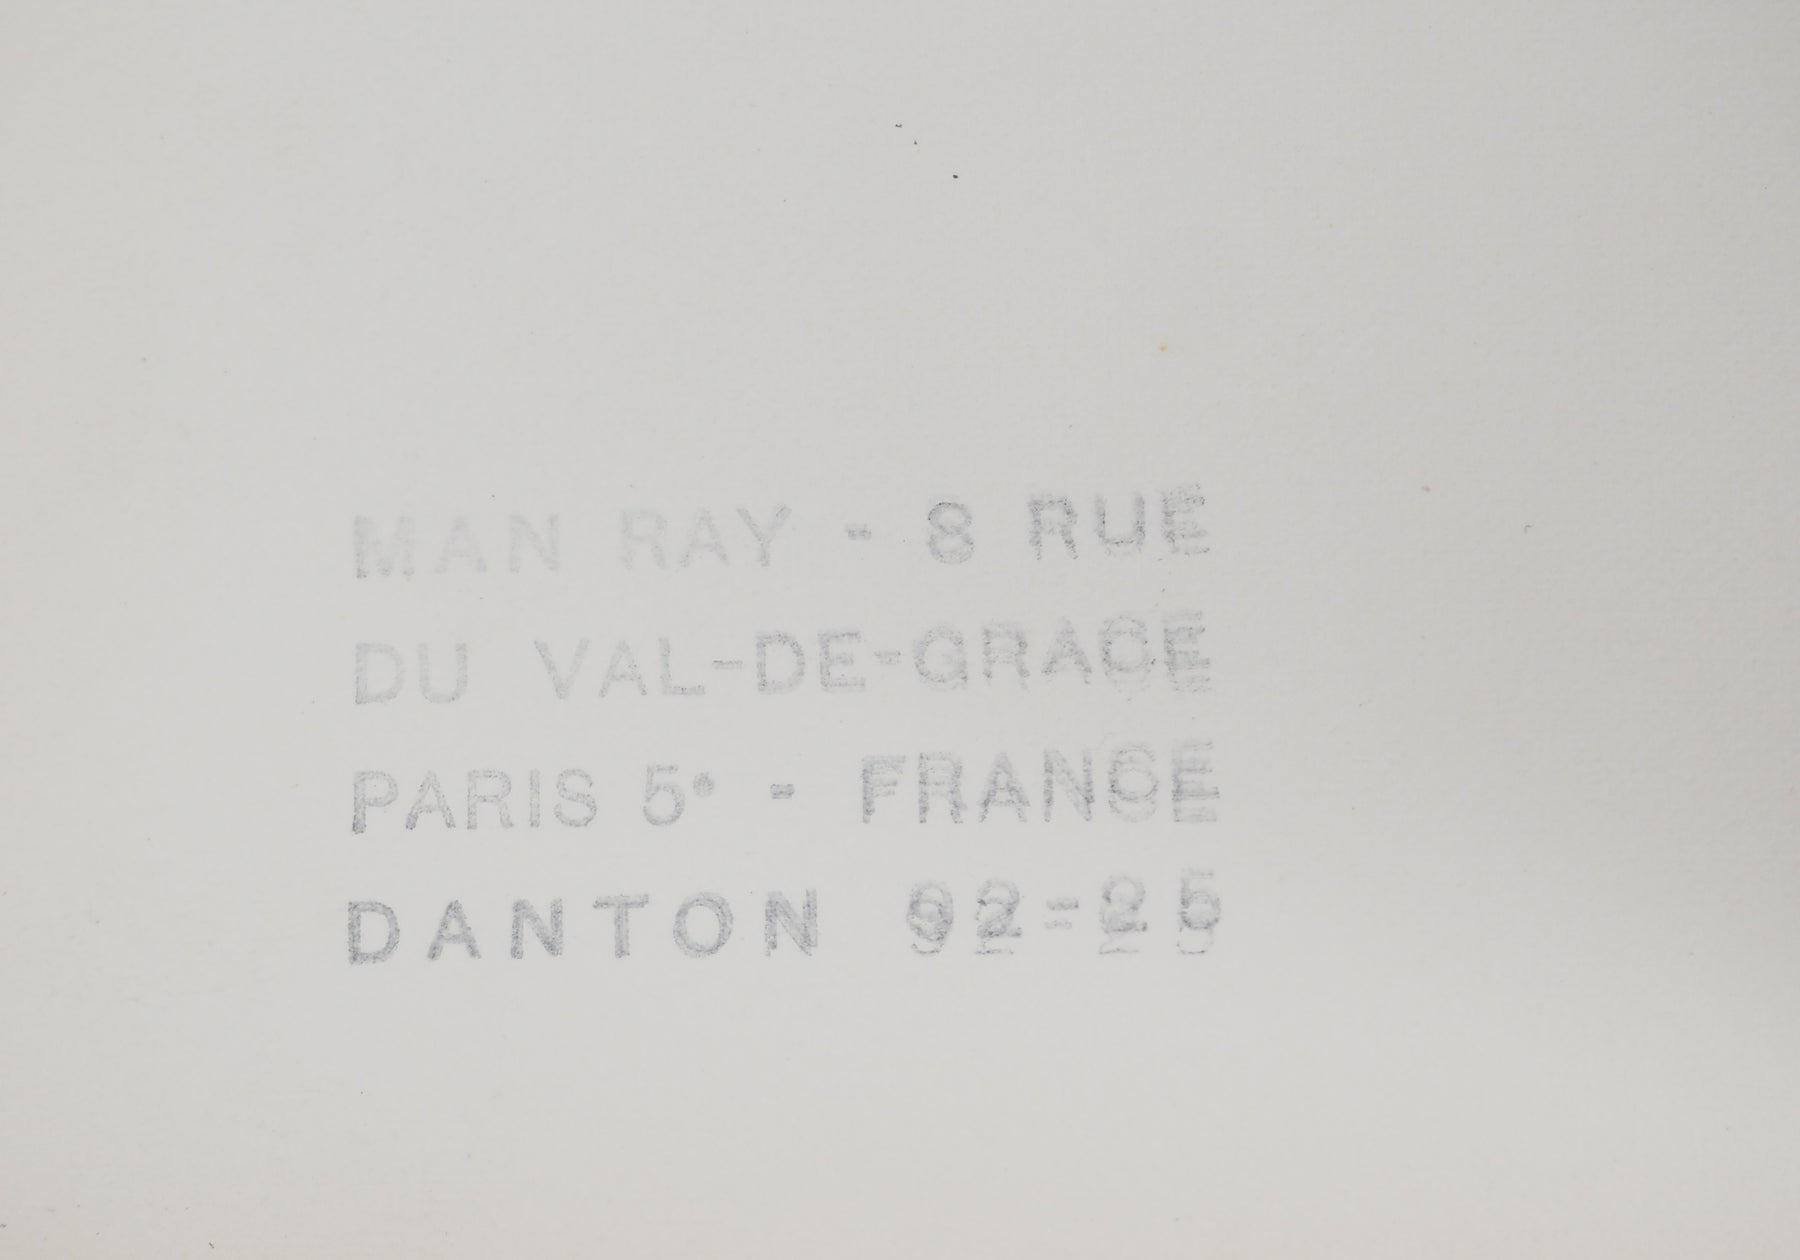 MAN RAY - 8 RUE
DU VAL-DE-GRACE
PARIS 5e - FRANCE
DANTON 92-25